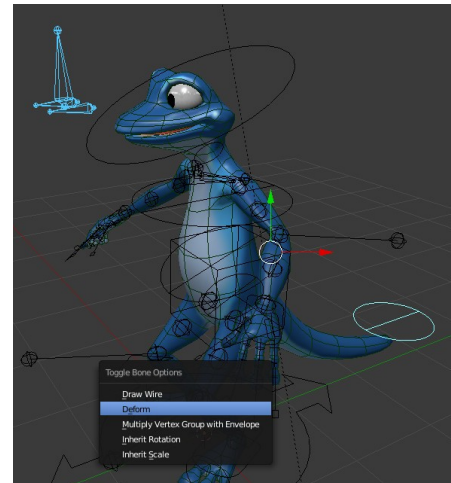 Toggle Bone Options
Draw Wire
Deform
Multiply Vertex Group with Envelope
Inherit Rotation
Inherit Scale